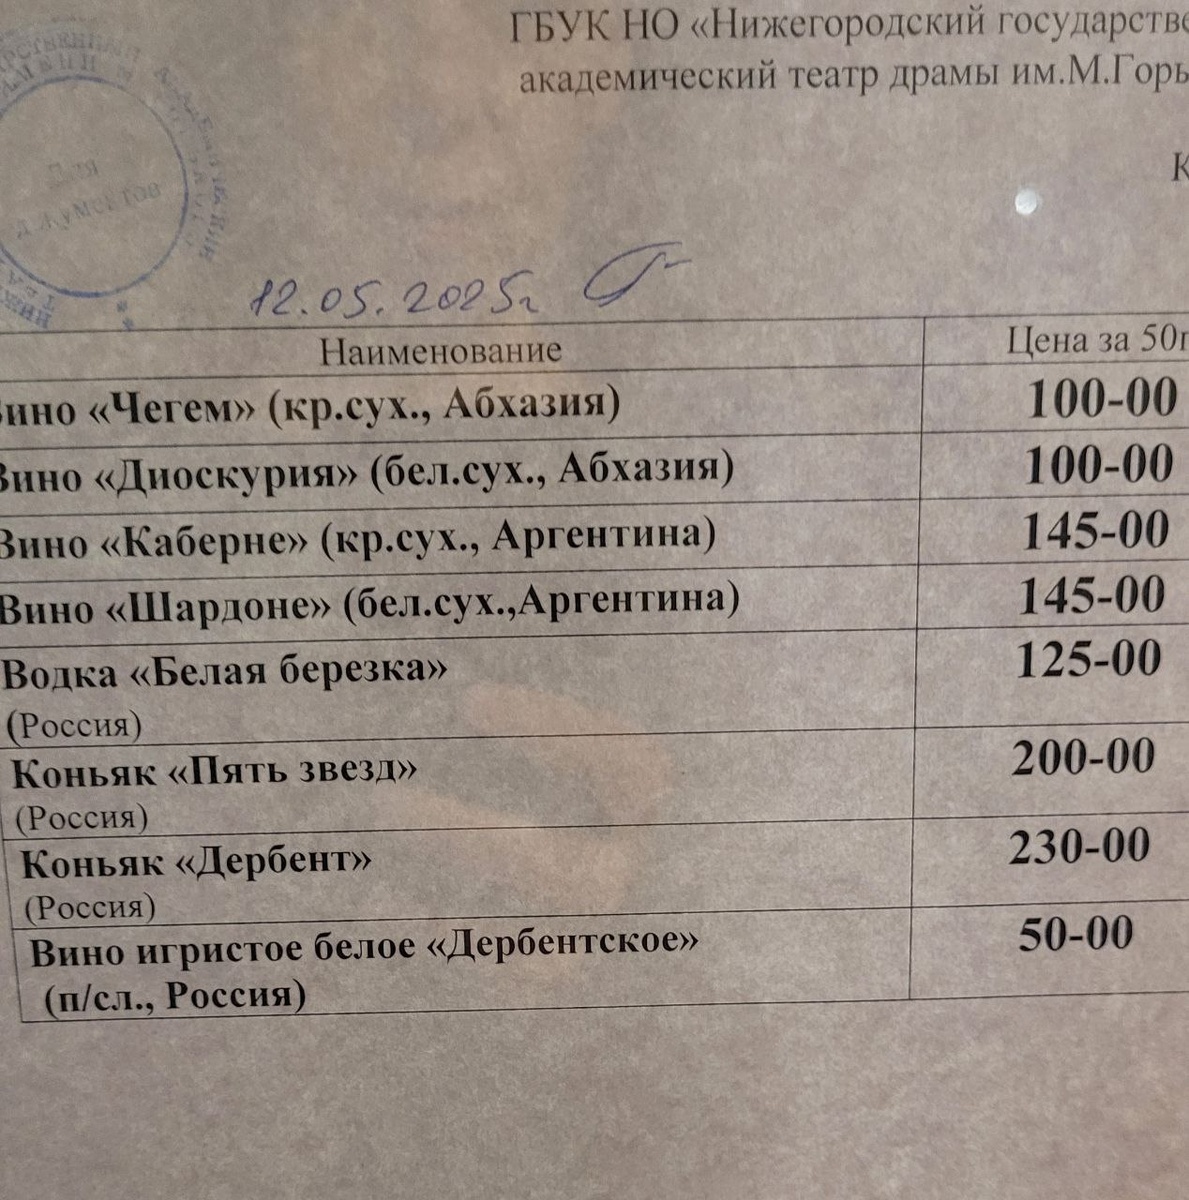 ГБУК НО «Нижегородский государстве
академический театр драмы им.М.Горь
К
Для
документов
12.05.2025г
Наименование Цена за 50г
Вино «Чегем» (кр.сух., Абхазия) 100-00
Вино «Диоскурия» (бел.сух., Абхазия) 100-00
Вино «Каберне» (кр.сух., Аргентина) 145-00
Вино «Шардоне» (бел.сух.,Аргентина) 145-00
Водка «Белая березка» 125-00
(Россия)
Коньяк «Пять звезд» 200-00
(Россия)
Коньяк «Дербент» 230-00
(Россия)
Вино игристое белое «Дербентское» 50-00
(п/сл., Россия)